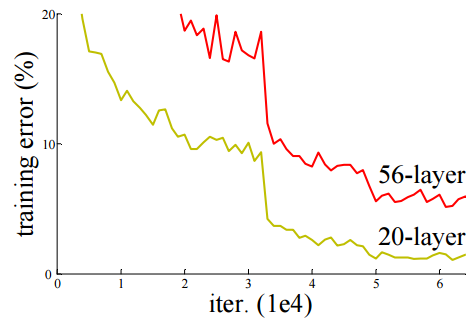 20
10
0
training error (%)
56-layer
20-layer
0 1 2 3 4 5 6
iter. (1e4)